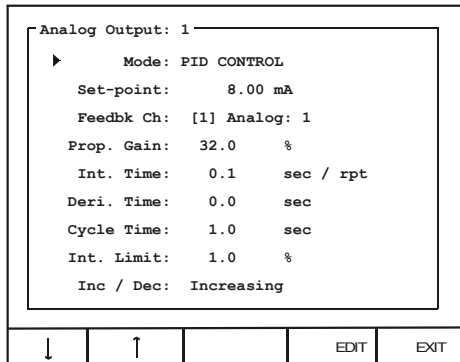 Analog Output: 1
Mode: PID CONTROL
Set-point: 8.00 mA
Feedbk Ch: [1] Analog: 1
Prop. Gain: 32.0 %
Int. Time: 0.1 sec / rpt
Deri. Time: 0.0 sec
Cycle Time: 1.0 sec
Int. Limit: 1.0 %
Inc / Dec: Increasing
↓ ↑ EDIT EXIT